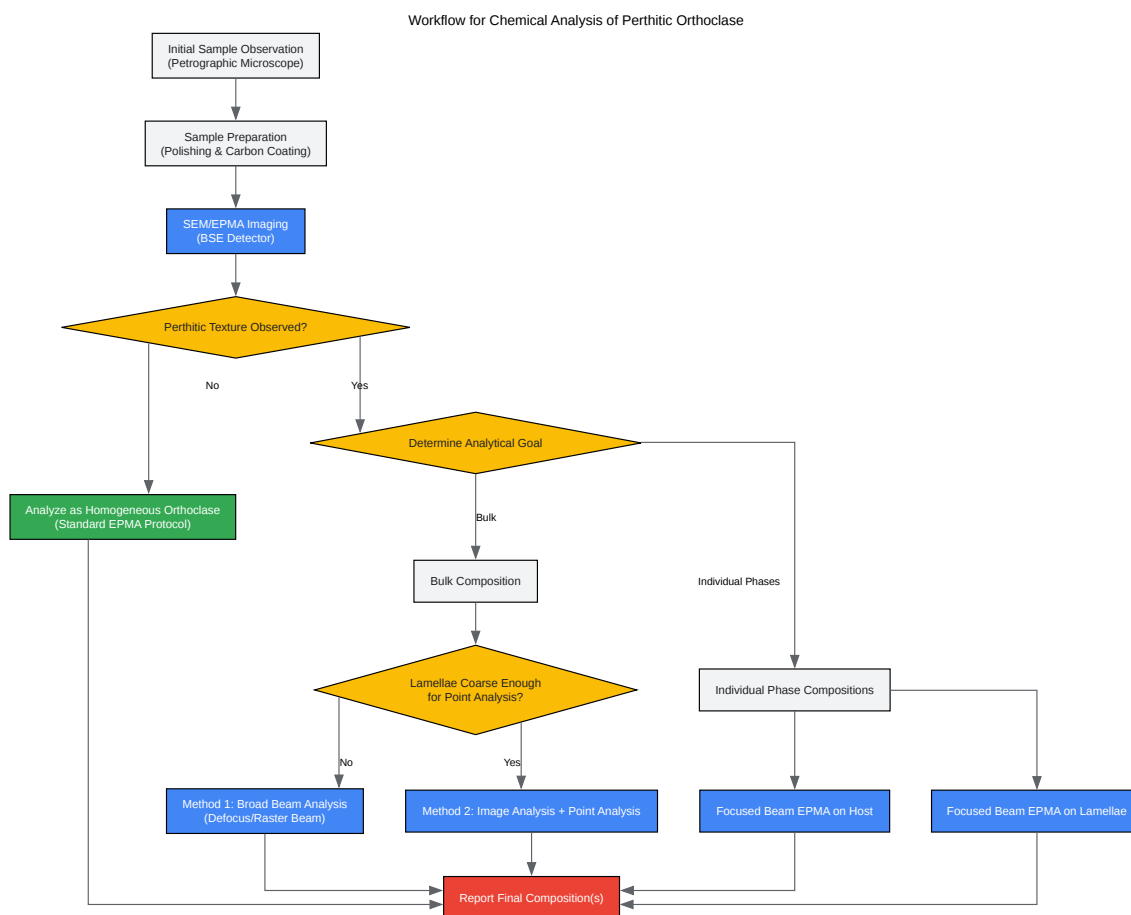 Workflow for Chemical Analysis of Perthitic Orthoclase
Initial Sample Observation
(Petrographic Microscope)
Sample Preparation
(Polishing & Carbon Coating)
SEM/EPMA Imaging
(BSE Detector)
Perthitic Texture Observed?
No
Yes
Determine Analytical Goal
Analyze as Homogeneous Orthoclase
(Standard EPMA Protocol)
Bulk
Bulk Composition
Individual Phases
Lamellae Coarse Enough
for Point Analysis?
Individual Phase Compositions
No
Yes
Method 1: Broad Beam Analysis
(Defocus/Raster Beam)
Method 2: Image Analysis + Point Analysis
Focused Beam EPMA on Host
Focused Beam EPMA on Lamellae
Report Final Composition(s)